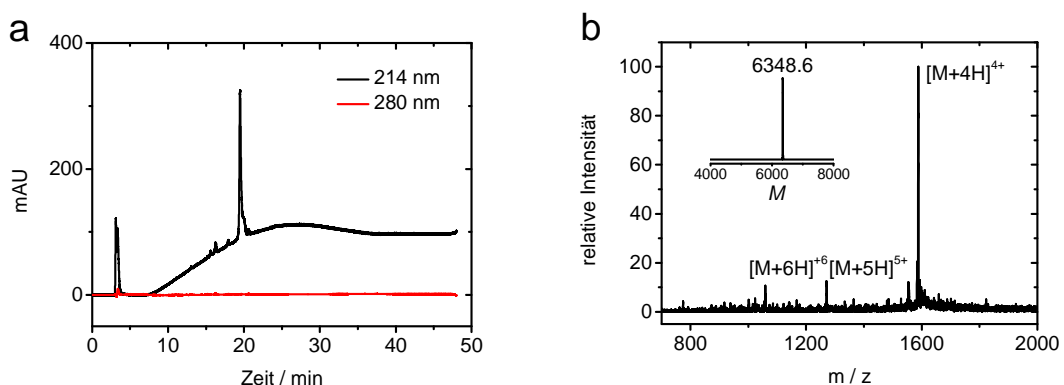 a
400
200
0
mAU
0 10 20 30 40 50
Zeit / min
214 nm
280 nm
b
100
80
60
40
20
0
relative Intensität
800 1200 1600 2000
m / z
6348.6
4000 6000 8000
M
[M+4H]⁴⁺
[M+6H]⁺⁶ [M+5H]⁵⁺